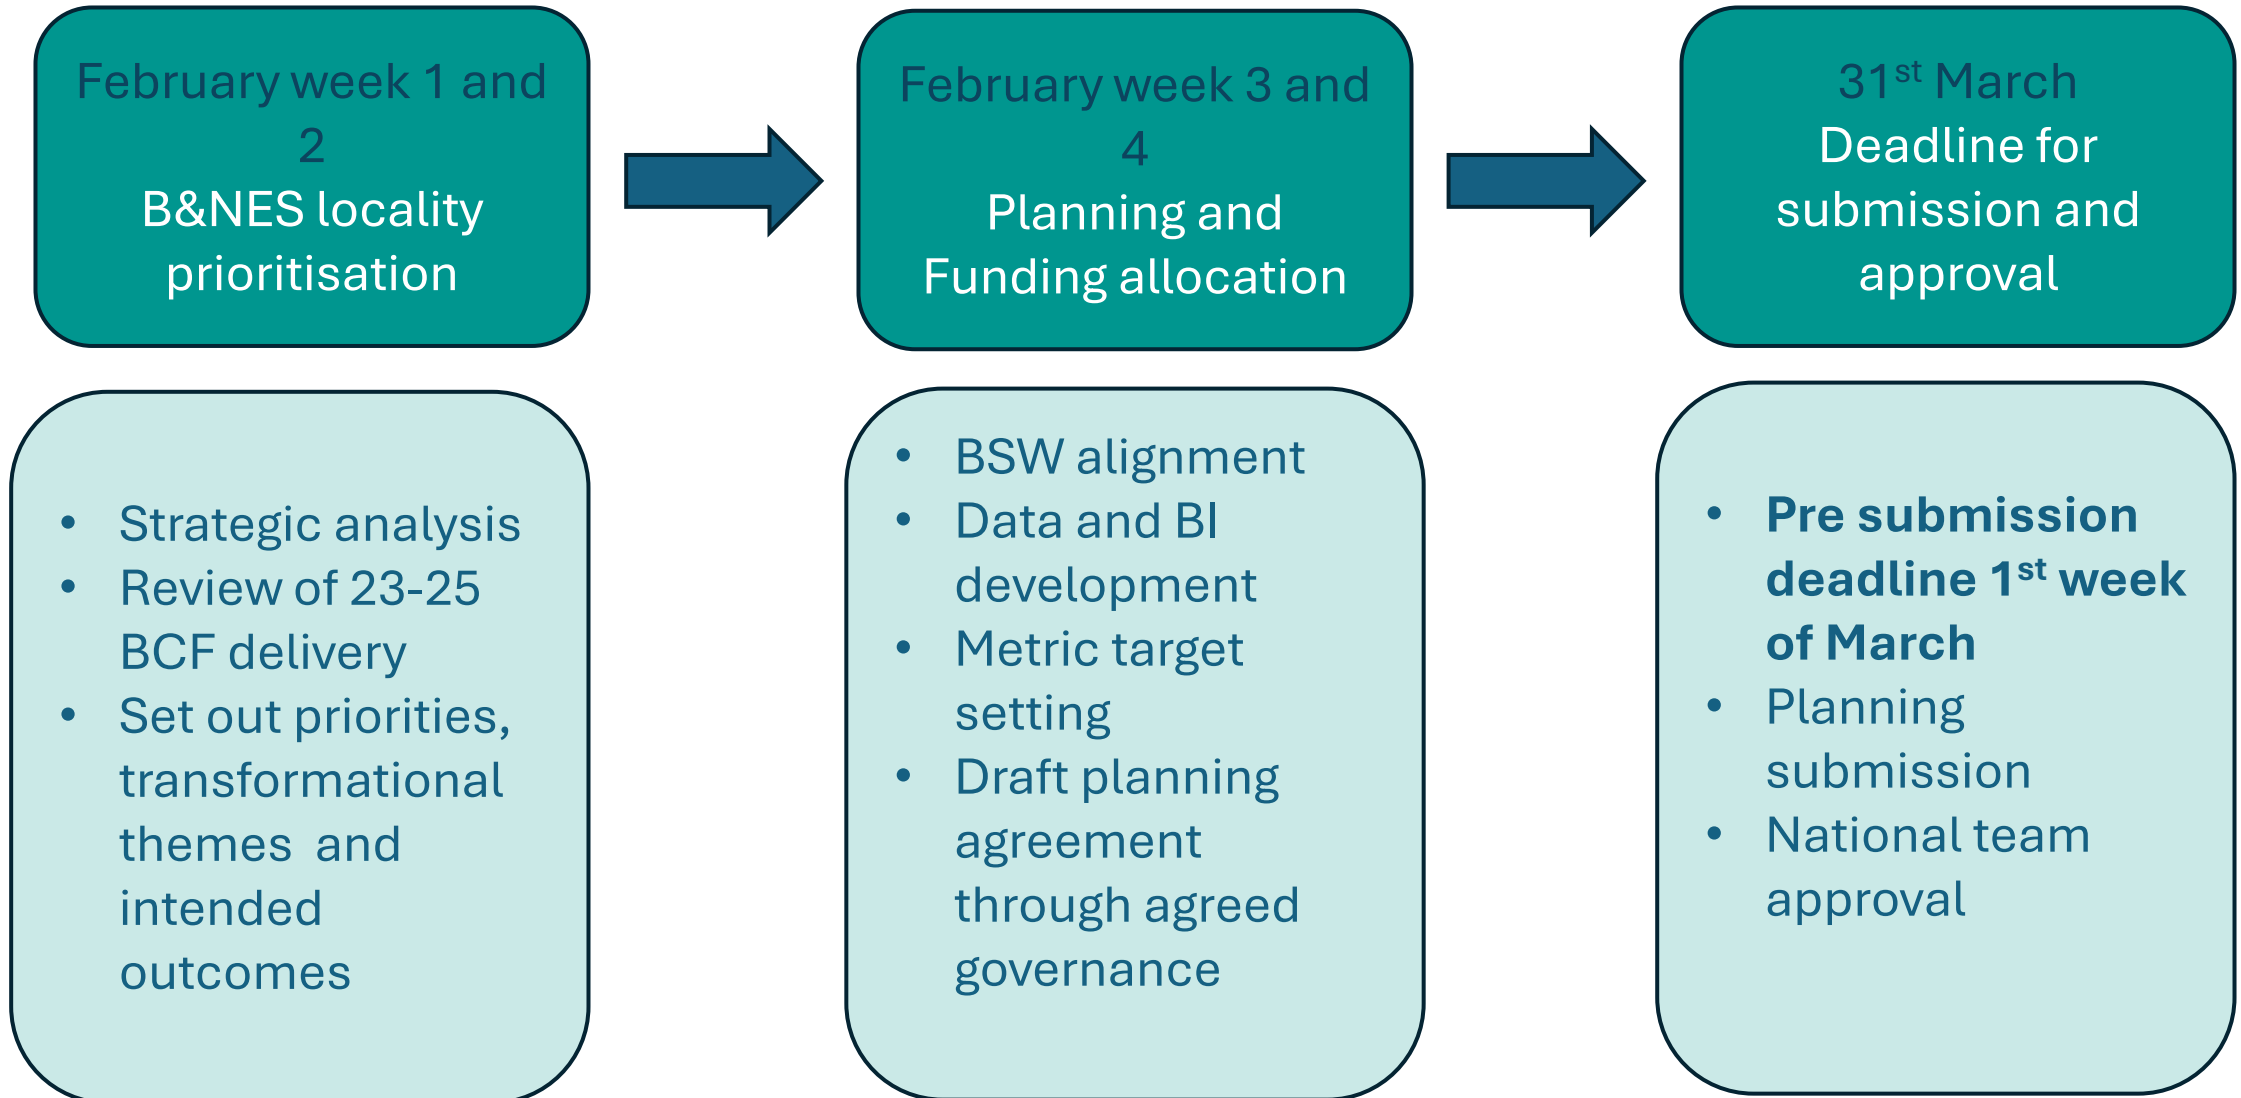 February week 1 and
2
B&NES locality
prioritisation
February week 3 and
4
Planning and
Funding allocation
31st March
Deadline for
submission and
approval
• Strategic analysis
• Review of 23-25
BCF delivery
• Set out priorities,
transformational
themes  and
intended
outcomes
• BSW alignment
• Data and BI
development
• Metric target
setting
• Draft planning
agreement
through agreed
governance
• Pre submission
deadline 1st week
of March
• Planning
submission
• National team
approval